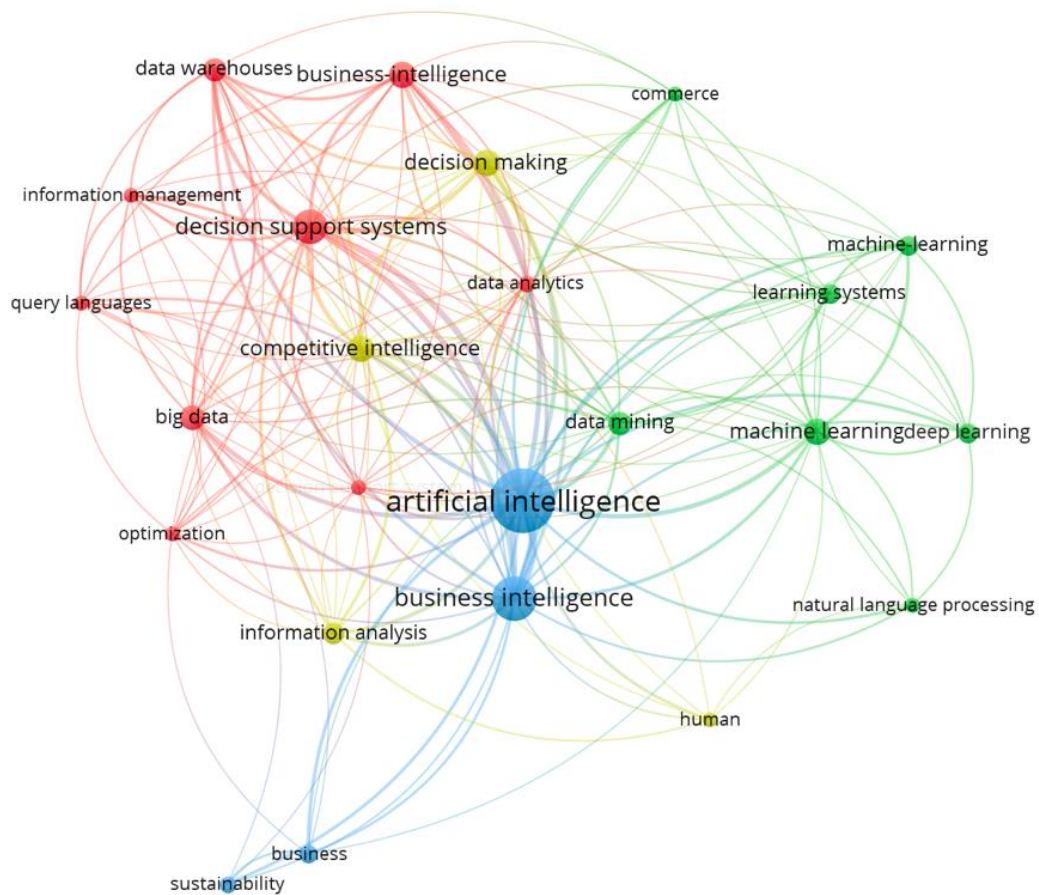 data warehouses
business-intelligence
commerce
decision making
information management
decision support systems
machine-learning
data analytics
learning systems
query languages
competitive intelligence
big data
data mining
machine learning
deep learning
artificial intelligence
optimization
business intelligence
natural language processing
information analysis
human
business
sustainability